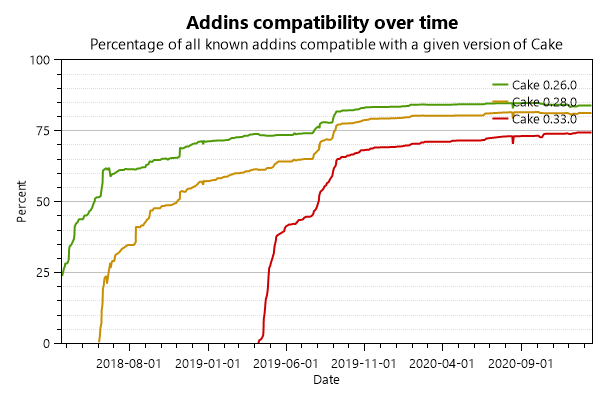 Addins compatibility over time
Percentage of all known addins compatible with a given version of Cake
100
Cake 0.26.0
Cake 0.28.0
Cake 0.33.0
75
50
25
0
Percent
2018-08-01 2019-01-01 2019-06-01 2019-11-01 2020-04-01 2020-09-01
Date